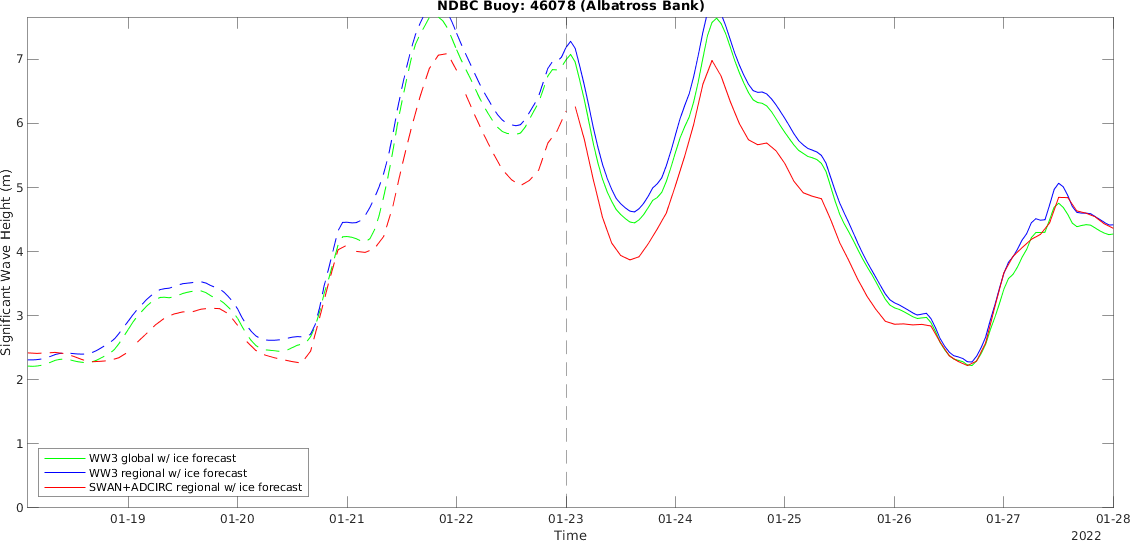 NDBC Buoy: 46078 (Albatross Bank)
Significant Wave Height (m)
7
6
5
4
3
2
1
0
WW3 global w/ ice forecast
WW3 regional w/ ice forecast
SWAN+ADCIRC regional w/ ice forecast
01-19 01-20 01-21 01-22 01-23 01-24 01-25 01-26 01-27 01-28
Time
2022